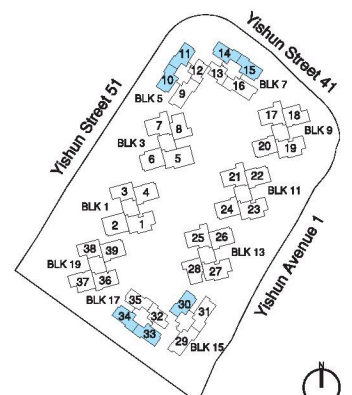 Yishun Street 41
11
14
12
13
15
10
9
16
BLK 5
BLK 7
Yishun Street 51
7
8
17
18
BLK 9
BLK 3
6
5
20
19
21
22
3
4
BLK 11
BLK 1
24
23
2
1
25
26
38
39
BLK 13
BLK 19
28
27
37
36
Yishun Avenue 1
BLK 17
35
30
34
32
31
33
29
BLK 15
N